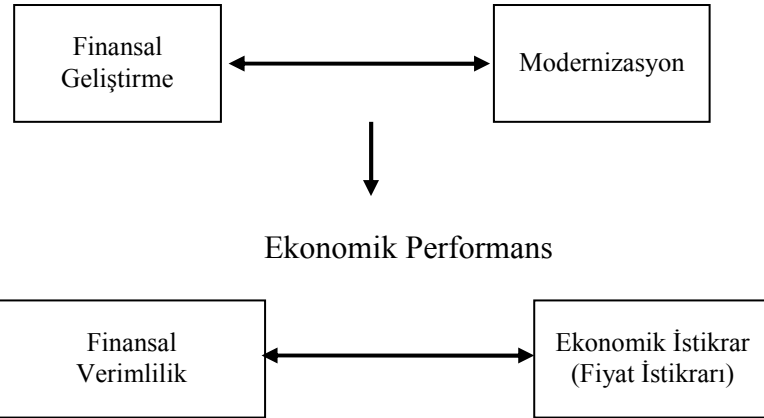 Finansal
Geliştirme
Modernizasyon
Ekonomik Performans
Finansal
Verimlilik
Ekonomik İstikrar
(Fiyat İstikrarı)